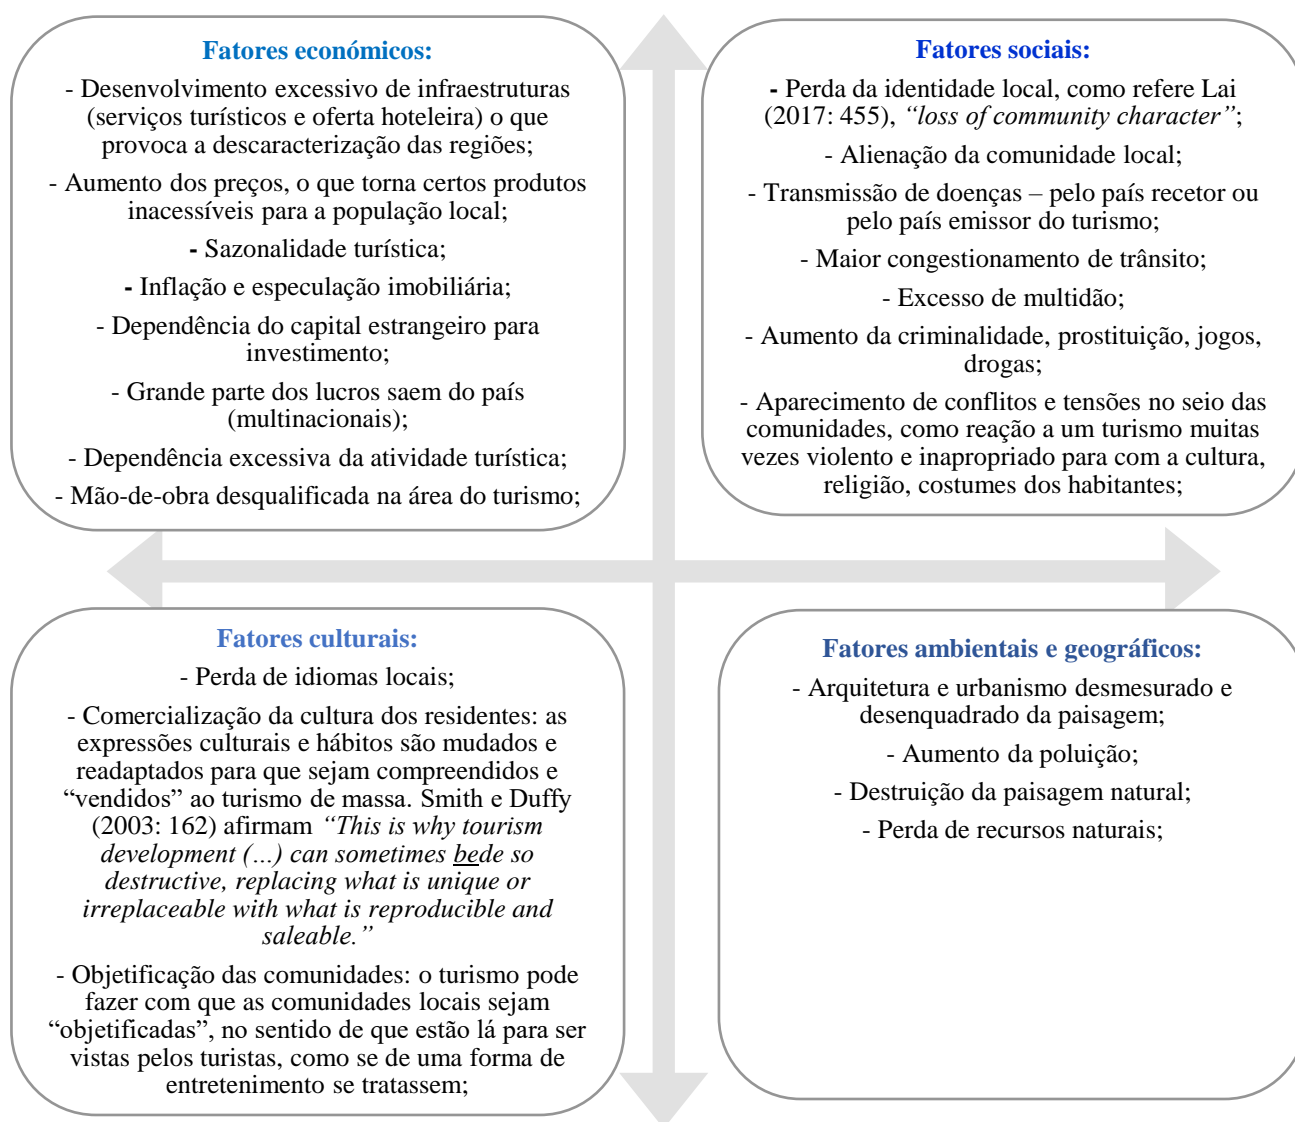 Fatores económicos:
- Desenvolvimento excessivo de infraestruturas
(serviços turísticos e oferta hoteleira) o que
provoca a descaracterização das regiões;
- Aumento dos preços, o que torna certos produtos
inacessíveis para a população local;
- Sazonalidade turística;
- Inflação e especulação imobiliária;
- Dependência do capital estrangeiro para
investimento;
- Grande parte dos lucros saem do país
(multinacionais);
- Dependência excessiva da atividade turística;
- Mão-de-obra desqualificada na área do turismo;
Fatores sociais:
- Perda da identidade local, como refere Lai
(2017: 455), “loss of community character”;
- Alienação da comunidade local;
- Transmissão de doenças – pelo país recetor ou
pelo país emissor do turismo;
- Maior congestionamento de trânsito;
- Excesso de multidão;
- Aumento da criminalidade, prostituição, jogos,
drogas;
- Aparecimento de conflitos e tensões no seio das
comunidades, como reação a um turismo muitas
vezes violento e inapropriado para com a cultura,
religião, costumes dos habitantes;
Fatores culturais:
- Perda de idiomas locais;
- Comercialização da cultura dos residentes: as
expressões culturais e hábitos são mudados e
readaptados para que sejam compreendidos e
“vendidos” ao turismo de massa. Smith e Duffy
(2003: 162) afirmam “This is why tourism
development (…) can sometimes bede so
destructive, replacing what is unique or
irreplaceable with what is reproducible and
saleable.”
- Objetificação das comunidades: o turismo pode
fazer com que as comunidades locais sejam
“objetificadas”, no sentido de que estão lá para ser
vistas pelos turistas, como se de uma forma de
entretenimento se tratassem;
Fatores ambientais e geográficos:
- Arquitetura e urbanismo desmesurado e
desenquadrado da paisagem;
- Aumento da poluição;
- Destruição da paisagem natural;
- Perda de recursos naturais;